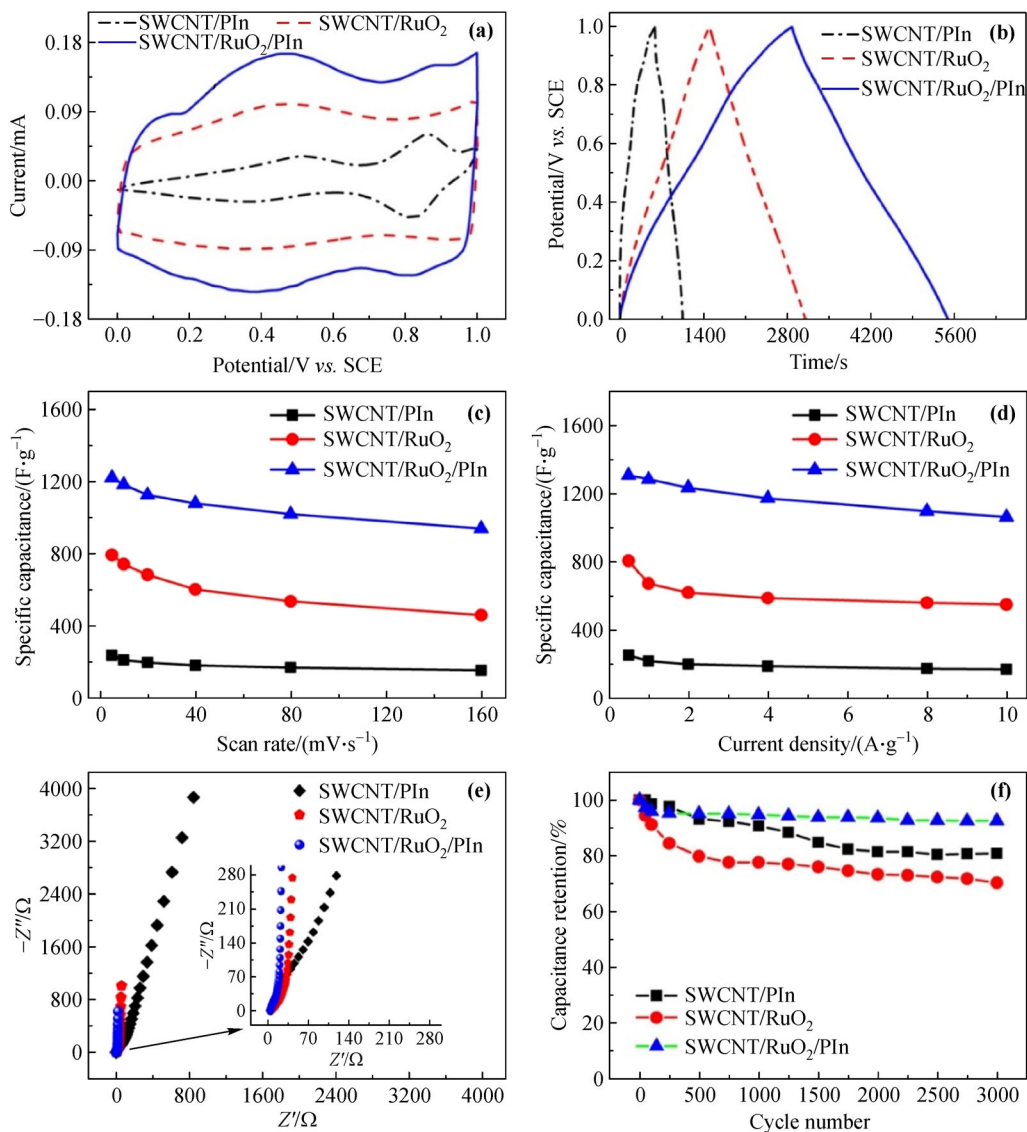 SWCNT/PIn SWCNT/RuO₂
SWCNT/RuO₂/PIn (a)
0.18
0.09
0.00
−0.09
−0.18
Current/mA
0.0 0.2 0.4 0.6 0.8 1.0
Potential/V vs. SCE
(b)
SWCNT/PIn
SWCNT/RuO₂
SWCNT/RuO₂/PIn
1.0
0.8
0.6
0.4
0.2
0.0
Potential/V vs. SCE
0 1400 2800 4200 5600
Time/s
(c)
SWCNT/PIn
SWCNT/RuO₂
SWCNT/RuO₂/PIn
1600
1200
800
400
0
Specific capacitance/(F·g⁻¹)
0 40 80 120 160
Scan rate/(mV·s⁻¹)
(d)
SWCNT/PIn
SWCNT/RuO₂
SWCNT/RuO₂/PIn
1600
1200
800
400
0
Specific capacitance/(F·g⁻¹)
0 2 4 6 8 10
Current density/(A·g⁻¹)
(e)
SWCNT/PIn
SWCNT/RuO₂
SWCNT/RuO₂/PIn
4000
3200
2400
1600
800
0
−Z″/Ω
280
210
140
70
0
−Z″/Ω
0 70 140 210 280
Z′/Ω
0 800 1600 2400 3200 4000
Z′/Ω
(f)
100
80
60
40
20
0
Capacitance retention/%
SWCNT/PIn
SWCNT/RuO₂
SWCNT/RuO₂/PIn
0 500 1000 1500 2000 2500 3000
Cycle number